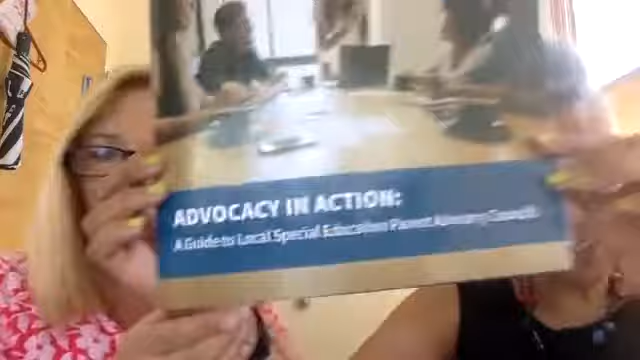 ADVOCACY IN ACTION:
A Guide to Local Special Education Parent Advisory Councils